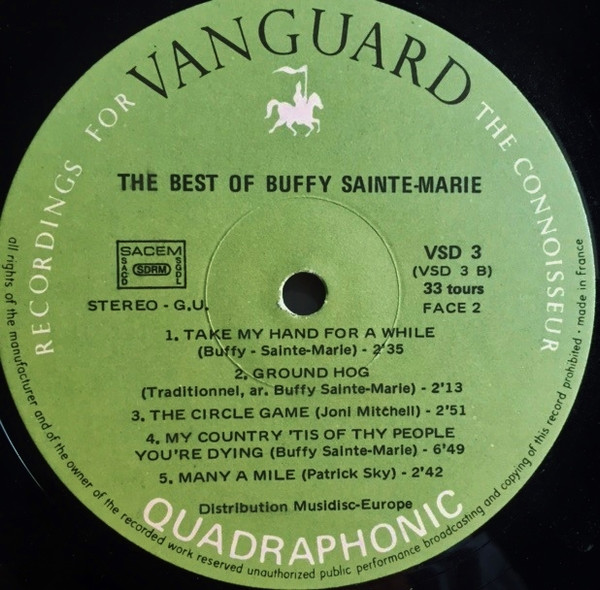 RECORDINGS FOR VANGUARD THE CONNOISSEUR
THE BEST OF BUFFY SAINTE-MARIE
SACEM
SACD
SDRM
SGDL
VSD 3
(VSD 3 B)
33 tours
STEREO - G.U.
FACE 2
1. TAKE MY HAND FOR A WHILE
(Buffy - Sainte-Marie) - 2'35
2. GROUND HOG
(Traditionnel, ar. Buffy Sainte-Marie) - 2'13
3. THE CIRCLE GAME (Joni Mitchell) - 2'51
4. MY COUNTRY 'TIS OF THY PEOPLE
YOU'RE DYING (Buffy Sainte-Marie) - 6'49
5. MANY A MILE (Patrick Sky) - 2'42
Distribution Musidisc-Europe
QUADRAPHONIC
all rights of the manufacturer and of the owner of the recorded work reserved unauthorized public performance broadcasting and copying of this record prohibited · made in france